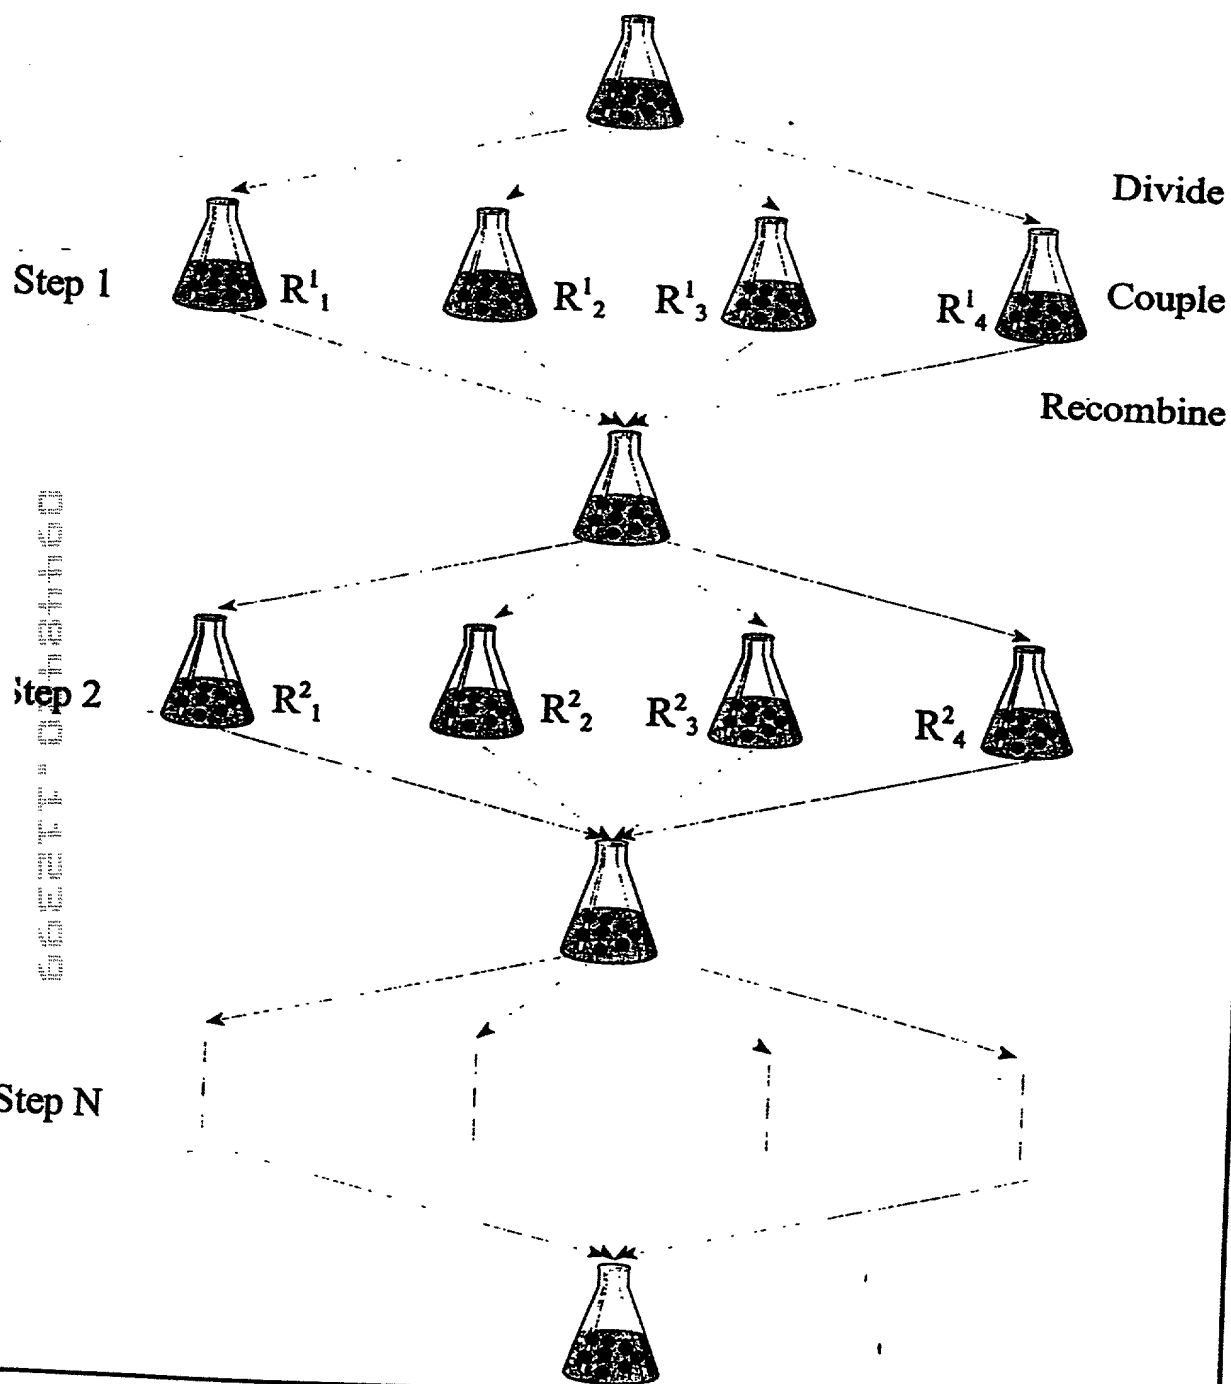 Divide
Step 1 R¹₁ R¹₂ R¹₃ R¹₄ Couple
Recombine
Step 2 R²₁ R²₂ R²₃ R²₄
Step N